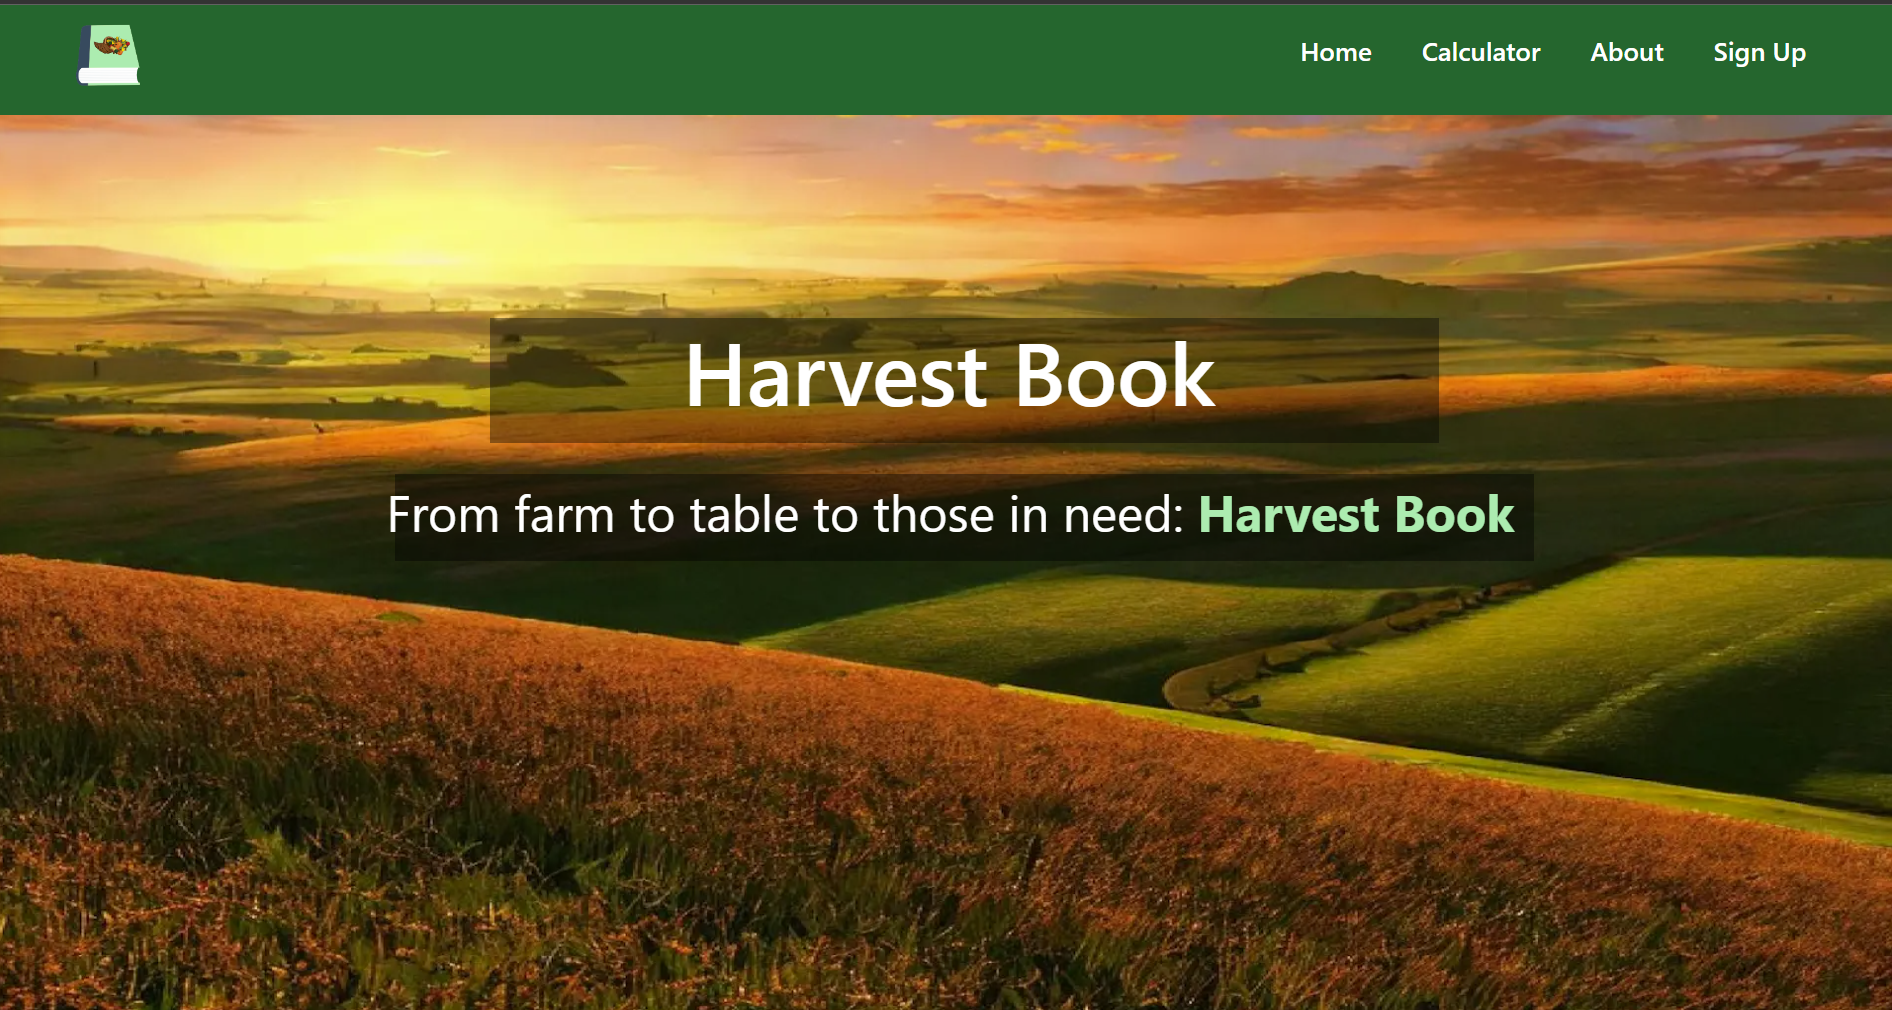 Home Calculator About Sign Up
Harvest Book
From farm to table to those in need: Harvest Book